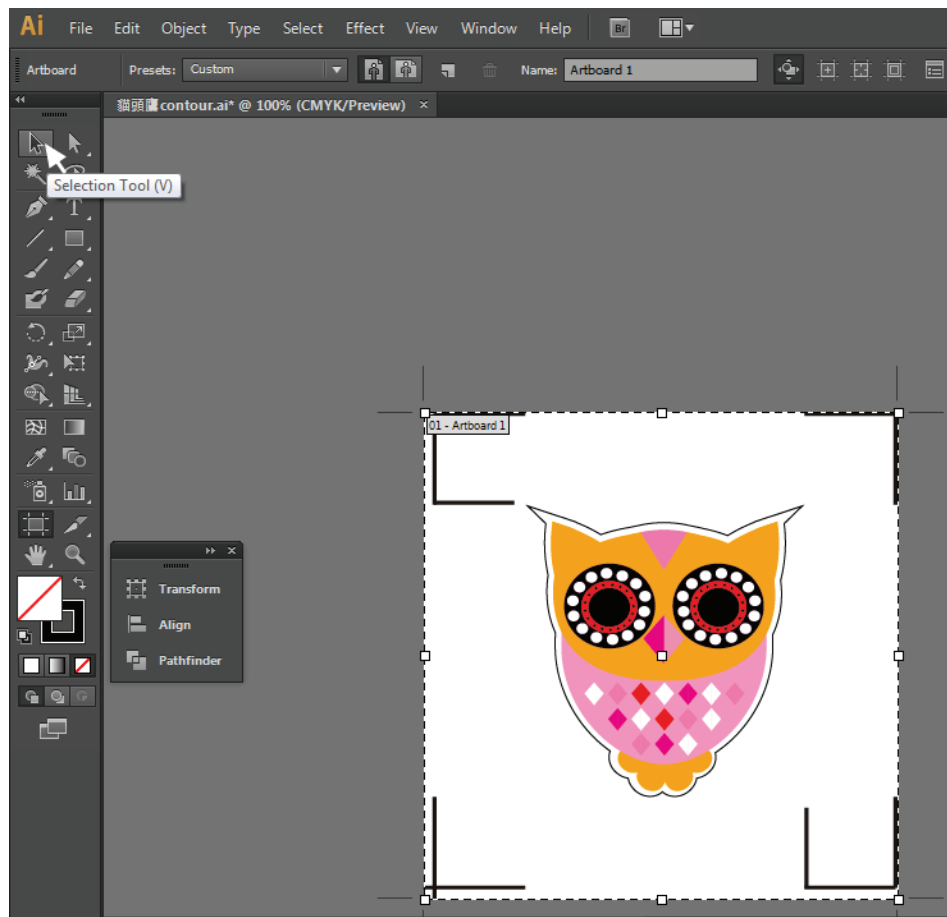 Ai File Edit Object Type Select Effect View Window Help Br
Artboard Presets: Custom Name: Artboard 1
貓頭鷹contour.ai* @ 100% (CMYK/Preview) ×
Selection Tool (V)
T
01 - Artboard 1
Transform
Align
Pathfinder